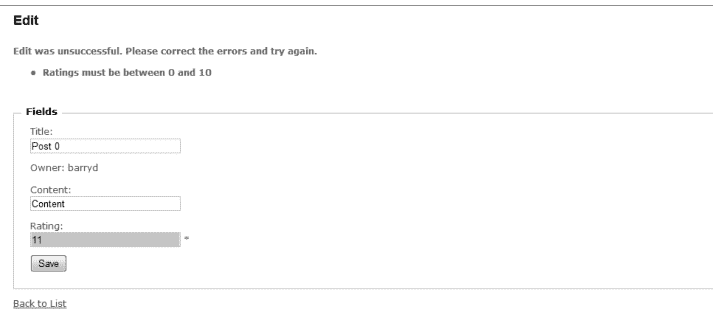 Edit
Edit was unsuccessful. Please correct the errors and try again.
• Ratings must be between 0 and 10
Fields
Title:
Post 0
Owner: barryd
Content:
Content
Rating:
11 *
Save
Back to List